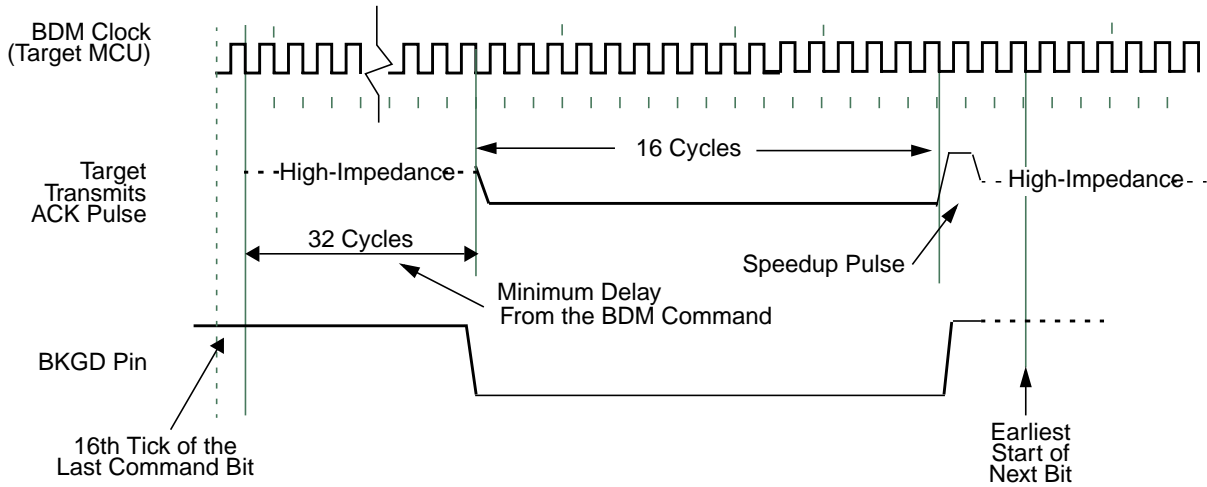 BDM Clock
(Target MCU)
16 Cycles
Target
Transmits
ACK Pulse
High-Impedance
High-Impedance
32 Cycles
Speedup Pulse
Minimum Delay
From the BDM Command
BKGD Pin
16th Tick of the
Last Command Bit
Earliest
Start of
Next Bit